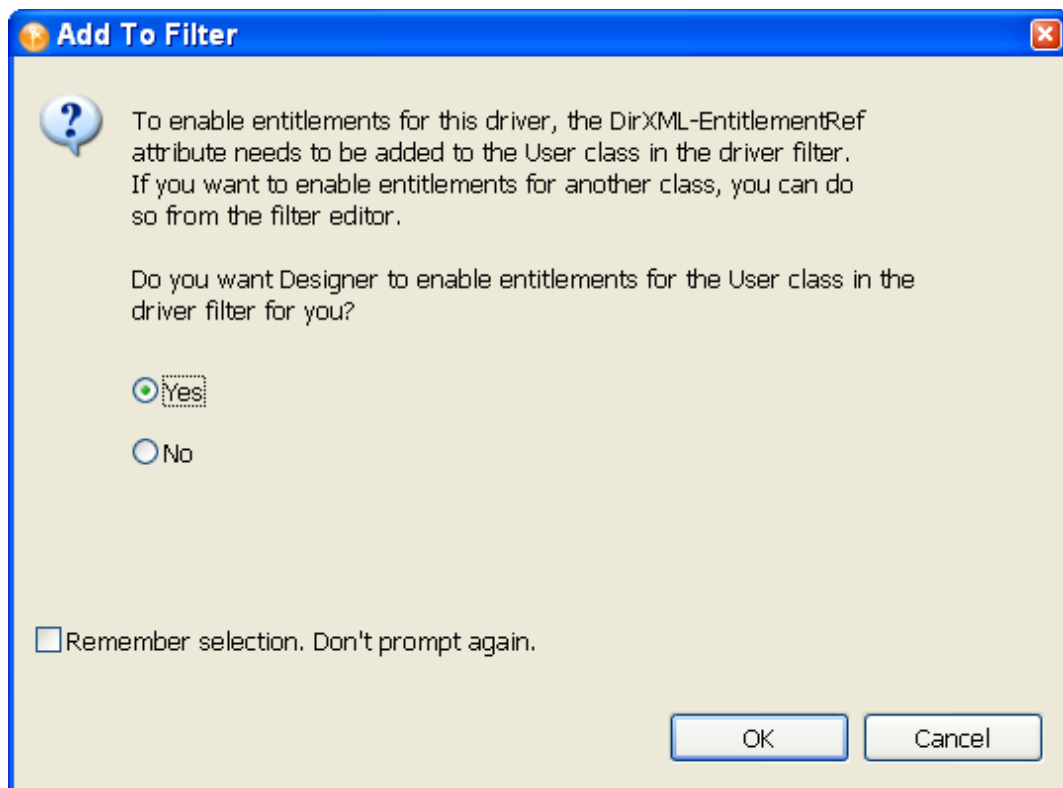 Add To Filter
To enable entitlements for this driver, the DirXML-EntitlementRef
attribute needs to be added to the User class in the driver filter.
If you want to enable entitlements for another class, you can do
so from the filter editor.
Do you want Designer to enable entitlements for the User class in the
driver filter for you?
Yes
No
Remember selection. Don't prompt again.
OK Cancel